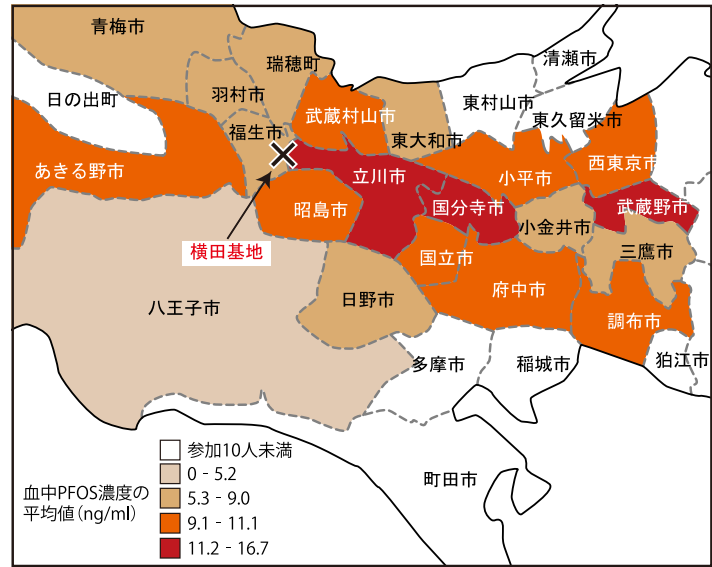 青梅市
瑞穂町
清瀬市
日の出町
羽村市
東村山市
武蔵村山市
東久留米市
福生市
東大和市
あきる野市
立川市
小平市
西東京市
昭島市
国分寺市
武蔵野市
小金井市
横田基地
国立市
三鷹市
八王子市
日野市
府中市
調布市
多摩市
稲城市
狛江市
町田市
血中PFOS濃度の
平均値(ng/ml)
参加10人未満
0 - 5.2
5.3 - 9.0
9.1 - 11.1
11.2 - 16.7